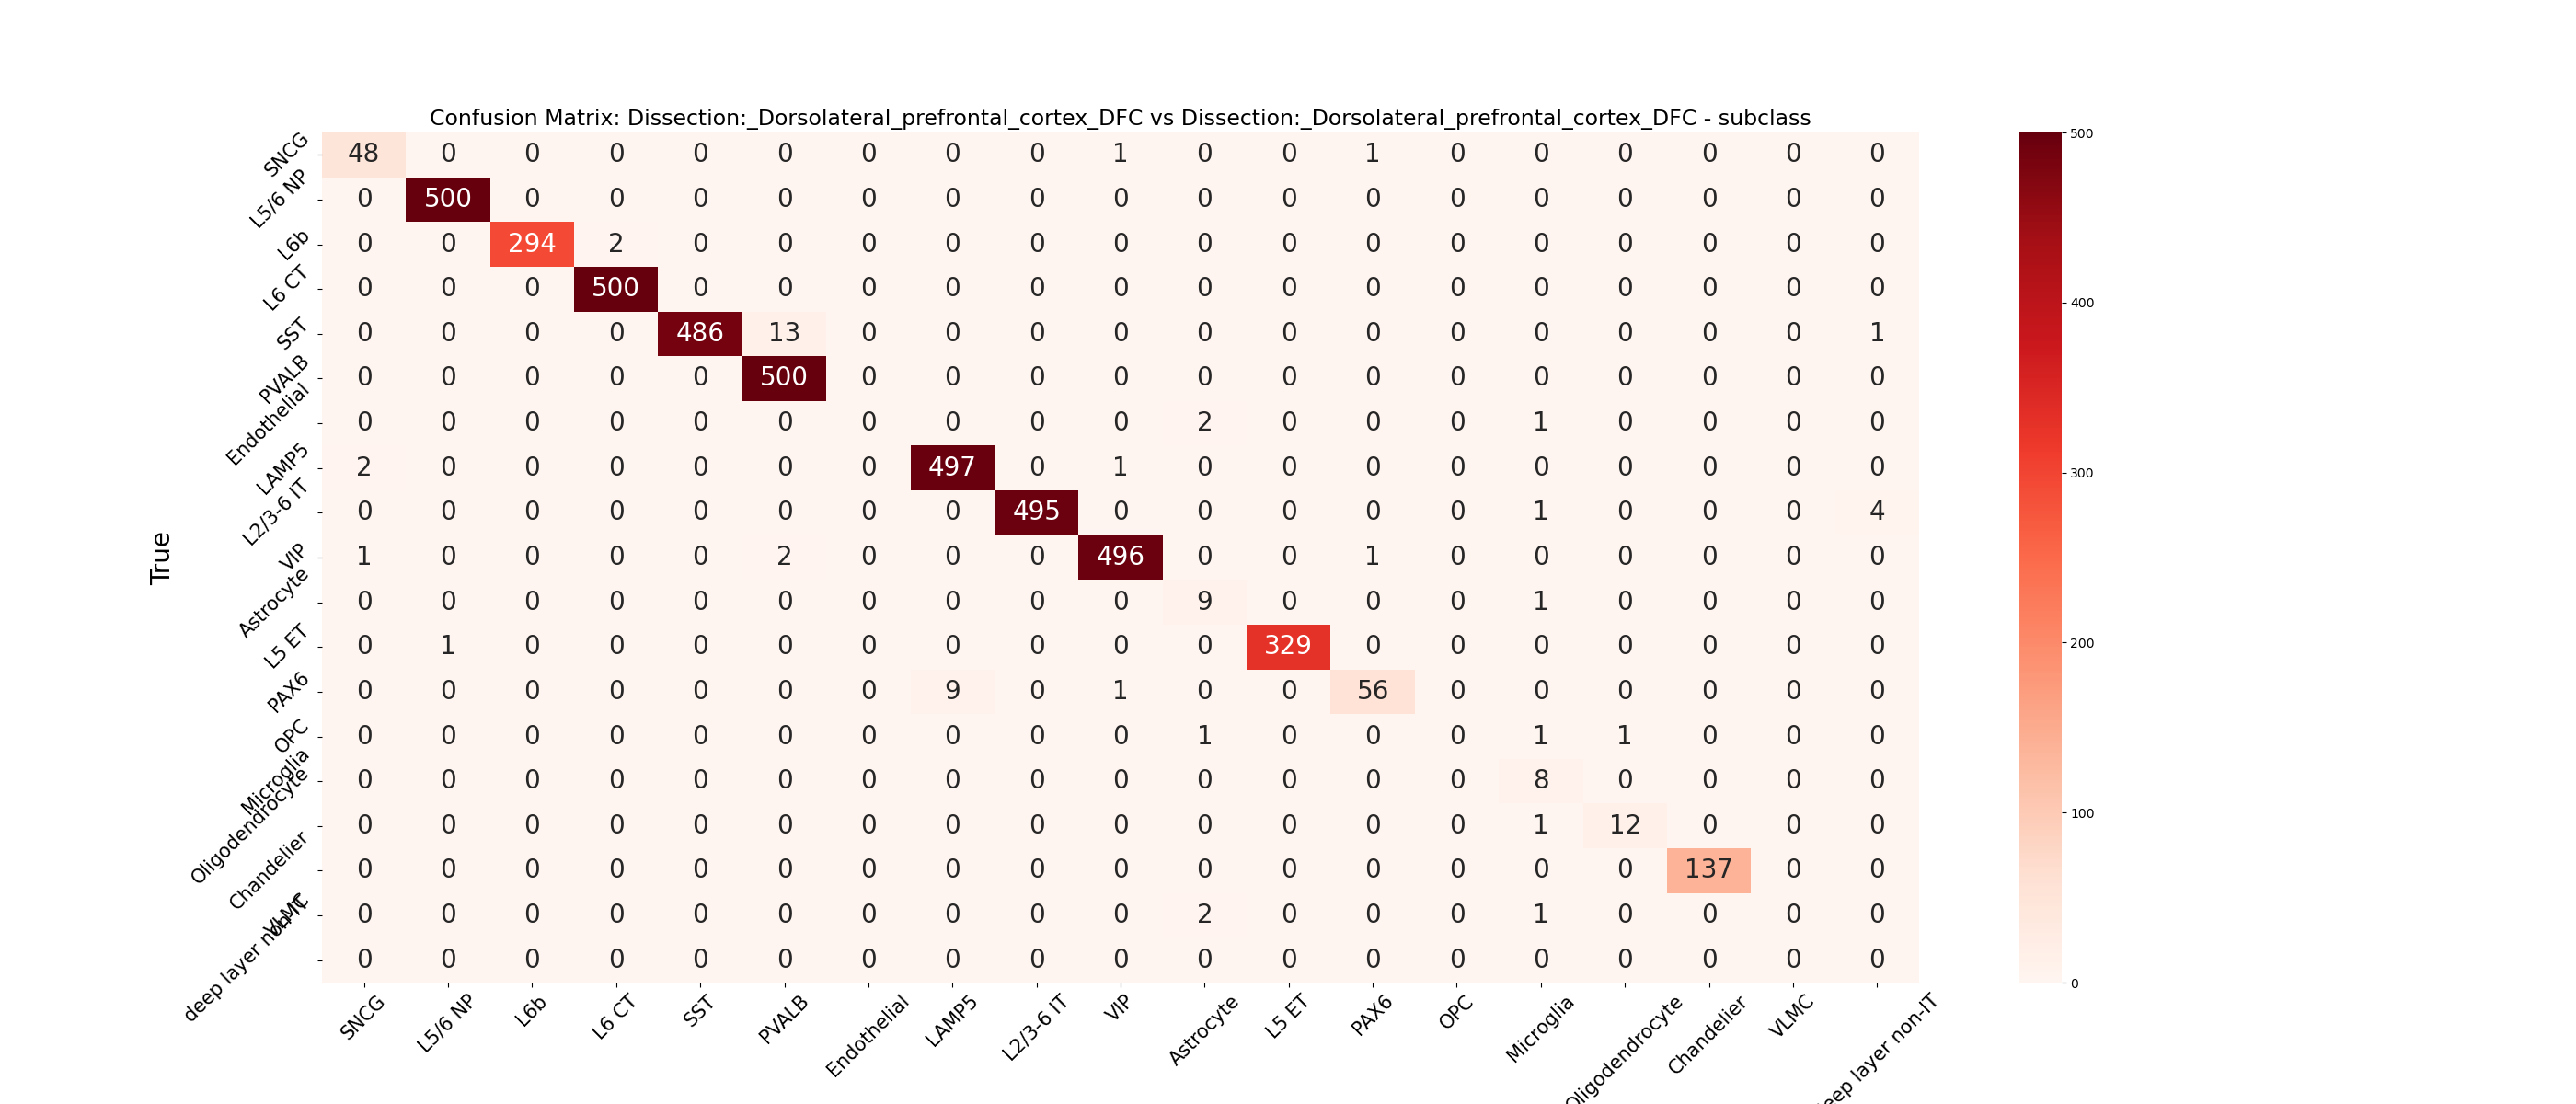 Confusion Matrix: Dissection:_Dorsolateral_prefrontal_cortex_DFC vs Dissection:_Dorsolateral_prefrontal_cortex_DFC - subclass
True
SNCG 48 0 0 0 0 0 0 0 0 1 0 0 1 0 0 0 0 0 0
L5/6 NP 0 500 0 0 0 0 0 0 0 0 0 0 0 0 0 0 0 0 0
L6b 0 0 294 2 0 0 0 0 0 0 0 0 0 0 0 0 0 0 0
L6 CT 0 0 0 500 0 0 0 0 0 0 0 0 0 0 0 0 0 0 0
SST 0 0 0 0 486 13 0 0 0 0 0 0 0 0 0 0 0 0 1
PVALB 0 0 0 0 0 500 0 0 0 0 0 0 0 0 0 0 0 0 0
Endothelial 0 0 0 0 0 0 0 0 0 0 2 0 0 0 1 0 0 0 0
LAMP5 2 0 0 0 0 0 0 497 0 1 0 0 0 0 0 0 0 0 0
L2/3-6 IT 0 0 0 0 0 0 0 0 495 0 0 0 0 0 1 0 0 0 4
VIP 1 0 0 0 0 2 0 0 0 496 0 0 1 0 0 0 0 0 0
Astrocyte 0 0 0 0 0 0 0 0 0 0 9 0 0 0 1 0 0 0 0
L5 ET 0 1 0 0 0 0 0 0 0 0 0 329 0 0 0 0 0 0 0
PAX6 0 0 0 0 0 0 0 9 0 1 0 0 56 0 0 0 0 0 0
OPC 0 0 0 0 0 0 0 0 0 0 1 0 0 0 1 1 0 0 0
Microglia 0 0 0 0 0 0 0 0 0 0 0 0 0 0 8 0 0 0 0
Oligodendrocyte 0 0 0 0 0 0 0 0 0 0 0 0 0 0 1 12 0 0 0
Chandelier 0 0 0 0 0 0 0 0 0 0 0 0 0 0 0 0 137 0 0
VLMC 0 0 0 0 0 0 0 0 0 0 2 0 0 0 1 0 0 0 0
deep layer non-IT 0 0 0 0 0 0 0 0 0 0 0 0 0 0 0 0 0 0 0
SNCG L5/6 NP L6b L6 CT SST PVALB Endothelial LAMP5 L2/3-6 IT VIP Astrocyte L5 ET PAX6 OPC Microglia Oligodendrocyte Chandelier VLMC eep layer non-IT
500
400
300
200
100
0